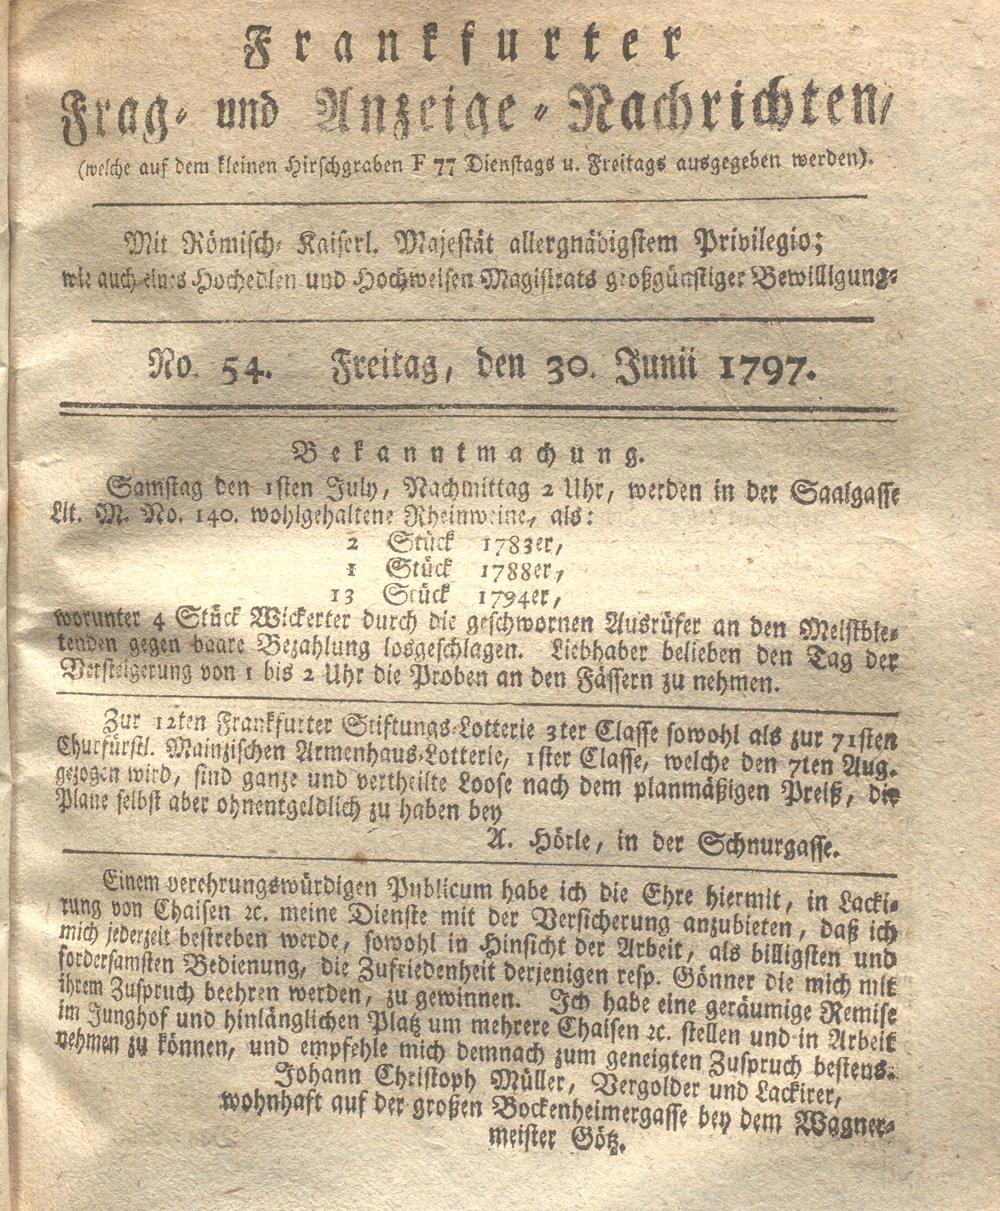 Frankfurter
Frag- und Anzeige-Nachrichten,
(welche auf dem kleinen Hirschgraben F 77 Dienstags u. Freitags ausgegeben werden).
Mit Römisch-Kaiserl. Majestät allergnädigstem Privilegio;
wie auch eines Hochedlen und Hochweisen Magistrats großgünstiger Bewilligung.
No. 54. Freitag, den 30. Junii 1797.
Bekanntmachung.
Samstag den 1sten July, Nachmittag 2 Uhr, werden in der Saalgasse
Lit. M. No. 140. wohlgehaltene Rheinweine, als:
2 Stück 1783er,
1 Stück 1788er,
13 Stück 1794er,
worunter 4 Stück Wickerter durch die geschwornen Ausrüfer an den Meistbie-
tenden gegen baare Bezahlung losgeschlagen. Liebhaber belieben den Tag der
Versteigerung von 1 bis 2 Uhr die Proben an den Fässern zu nehmen.
Zur 12ten Frankfurter Stiftungs-Lotterie 3ter Classe sowohl als zur 71sten
Churfürstl. Mainzischen Armenhaus-Lotterie, 1ster Classe, welche den 7ten Aug.
gezogen wird, sind ganze und vertheilte Loose nach dem planmäßigen Preiß, die
Plane selbst aber ohnentgeldlich zu haben bey
A. Hörle, in der Schnurgasse.
Einem verehrungswürdigen Publicum habe ich die Ehre hiermit, in Lacki-
rung von Chaisen ꝛc. meine Dienste mit der Versicherung anzubieten, daß ich
mich jederzeit bestreben werde, sowohl in Hinsicht der Arbeit, als billigsten und
fördersamsten Bedienung, die Zufriedenheit derjenigen resp. Gönner die mich mit
ihrem Zuspruch beehren werden, zu gewinnen. Ich habe eine geräumige Remise
im Junghof und hinlänglichen Platz um mehrere Chaisen ꝛc. stellen und in Arbeit
nehmen zu können, und empfehle mich demnach zum geneigten Zuspruch bestens.
Johann Christoph Müller, Vergolder und Lackirer,
wohnhaft auf der großen Bockenheimergasse bey dem Wagner-
meister Götz.